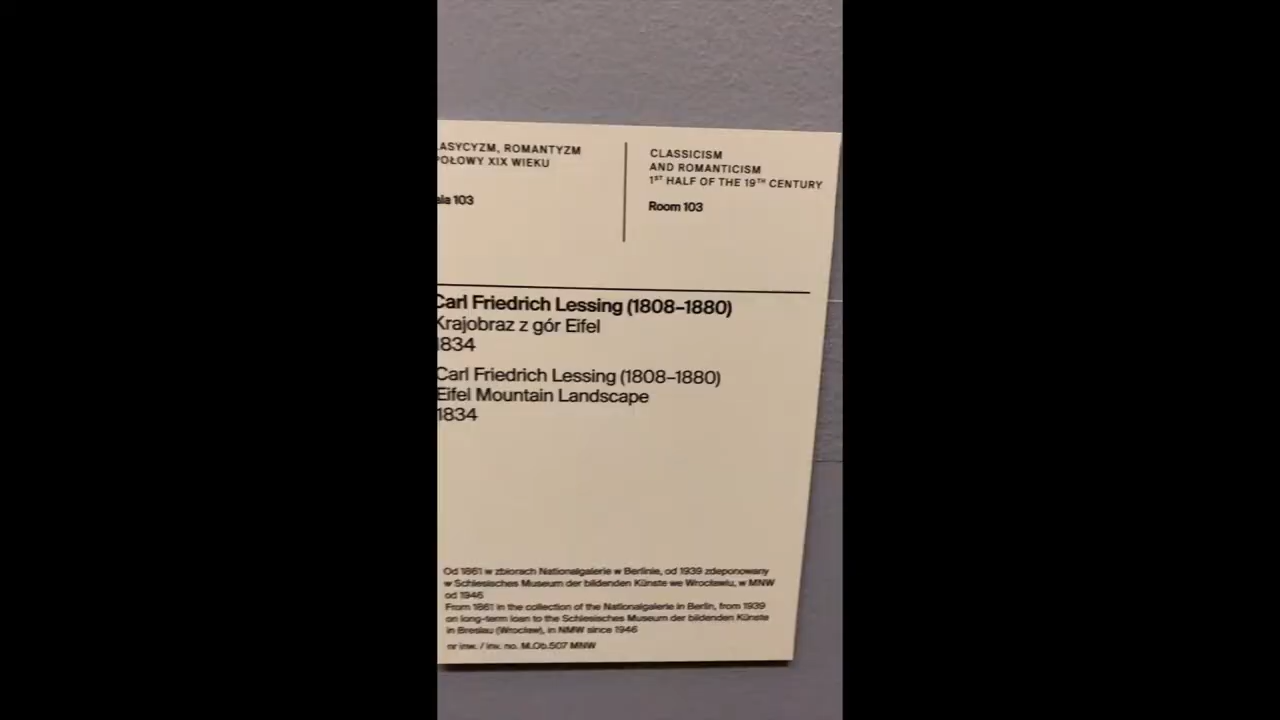 ASYCYZM, ROMANTYZM
POŁOWY XIX WIEKU
ala 103
CLASSICISM
AND ROMANTICISM
1ST HALF OF THE 19TH CENTURY
Room 103
Carl Friedrich Lessing (1808–1880)
Krajobraz z gór Eifel
1834
Carl Friedrich Lessing (1808–1880)
Eifel Mountain Landscape
1834
Od 1861 w zbiorach Nationalgalerie w Berlinie, od 1939 zdeponowany
w Schlesisches Museum der bildenden Künste we Wrocławiu, w MNW
od 1946
From 1861 in the collection of the Nationalgalerie in Berlin, from 1939
on long-term loan to the Schlesisches Museum der bildenden Künste
in Breslau (Wrocław), in NMW since 1946
nr inw. / inv. no. M.Ob.507 MNW